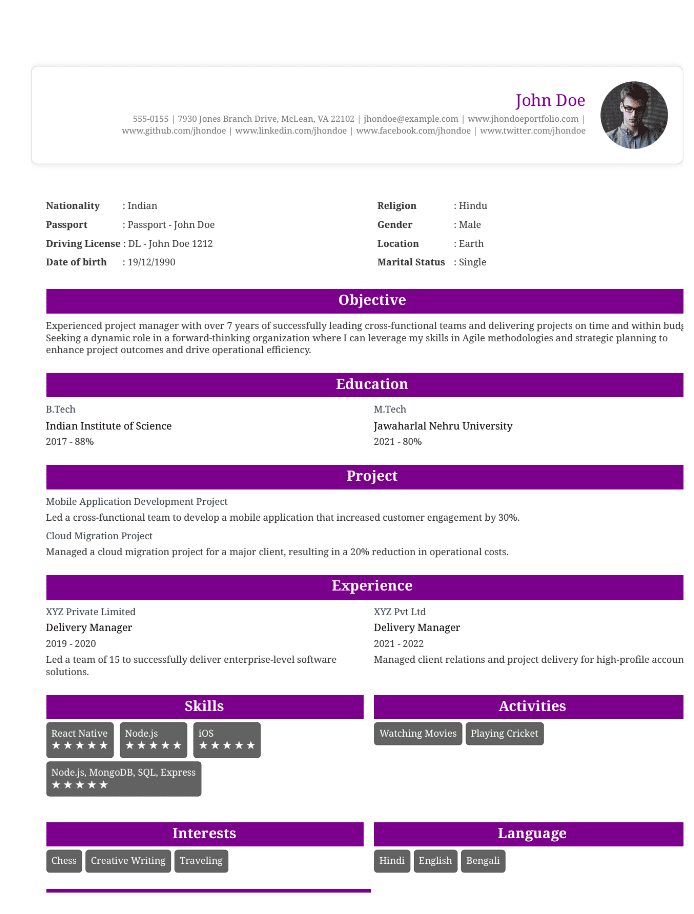 John Doe
555-0155 | 7930 Jones Branch Drive, McLean, VA 22102 | jhondoe@example.com | www.jhondoeportfolio.com |
www.github.com/jhondoe | www.linkedin.com/jhondoe | www.facebook.com/jhondoe | www.twitter.com/jhondoe
Nationality : Indian
Passport : Passport - John Doe
Driving License : DL - John Doe 1212
Date of birth : 19/12/1990
Religion : Hindu
Gender : Male
Location : Earth
Marital Status : Single
Objective
Experienced project manager with over 7 years of successfully leading cross-functional teams and delivering projects on time and within
Seeking a dynamic role in a forward-thinking organization where I can leverage my skills in Agile methodologies and strategic planning to
enhance project outcomes and drive operational efficiency.
Education
B.Tech
Indian Institute of Science
2017 - 88%
M.Tech
Jawaharlal Nehru University
2021 - 80%
Project
Mobile Application Development Project
Led a cross-functional team to develop a mobile application that increased customer engagement by 30%.
Cloud Migration Project
Managed a cloud migration project for a major client, resulting in a 20% reduction in operational costs.
Experience
XYZ Private Limited
Delivery Manager
2019 - 2020
Led a team of 15 to successfully deliver enterprise-level software
solutions.
XYZ Pvt Ltd
Delivery Manager
2021 - 2022
Managed client relations and project delivery for high-profile
Skills
React Native
★★★★★
Node.js
★★★★★
iOS
★★★★★
Node.js, MongoDB, SQL, Express
★★★★★
Activities
Watching Movies
Playing Cricket
Interests
Chess
Creative Writing
Traveling
Language
Hindi
English
Bengali